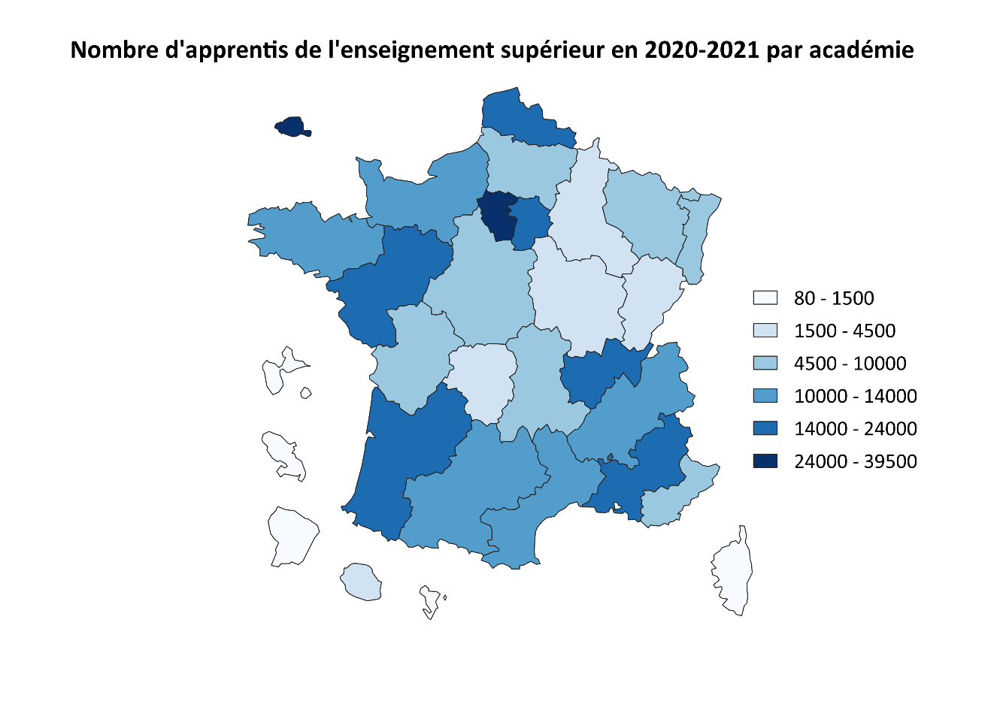 Nombre d'apprentis de l'enseignement supérieur en 2020-2021 par académie
80 - 1500
1500 - 4500
4500 - 10000
10000 - 14000
14000 - 24000
24000 - 39500